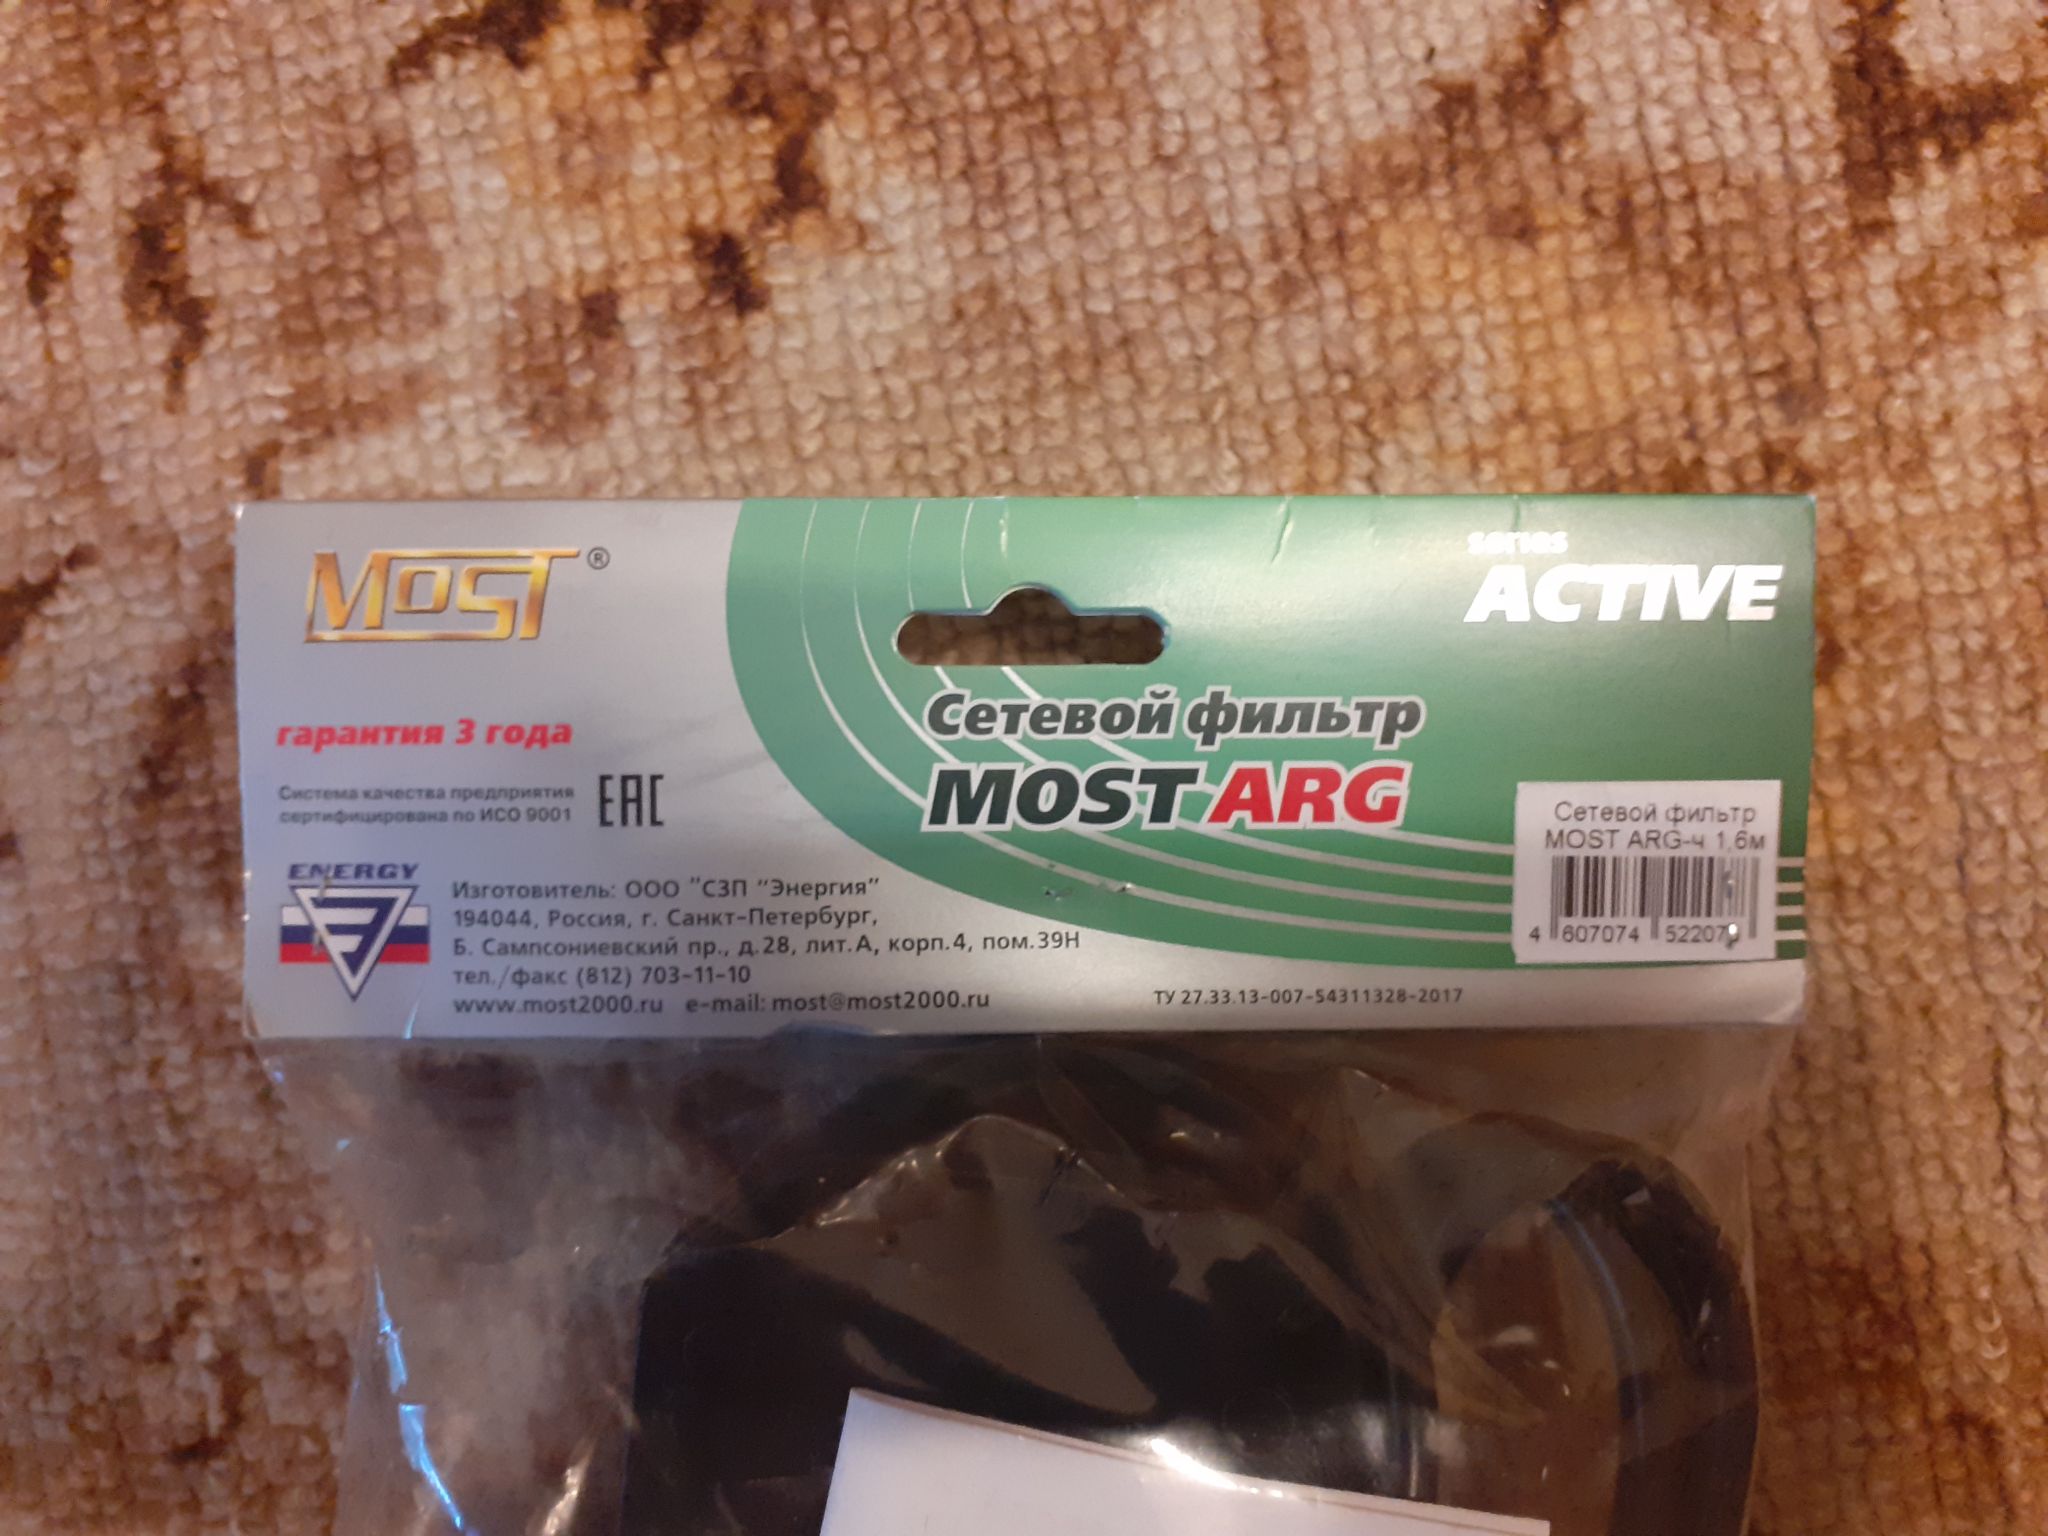 MOST®
series
ACTIVE
Сетевой фильтр
MOST ARG
гарантия 3 года
Система качества предприятия
сертифицирована по ИСО 9001
EAC
ENERGY
Изготовитель: ООО "СЗП "Энергия"
194044, Россия, г. Санкт-Петербург,
Б. Сампсониевский пр., д.28, лит.А, корп.4, пом.39Н
тел./факс (812) 703-11-10
www.most2000.ru e-mail: most@most2000.ru
ТУ 27.33.13-007-54311328-2017
Сетевой фильтр
MOST ARG-ч 1,6м
4 607074